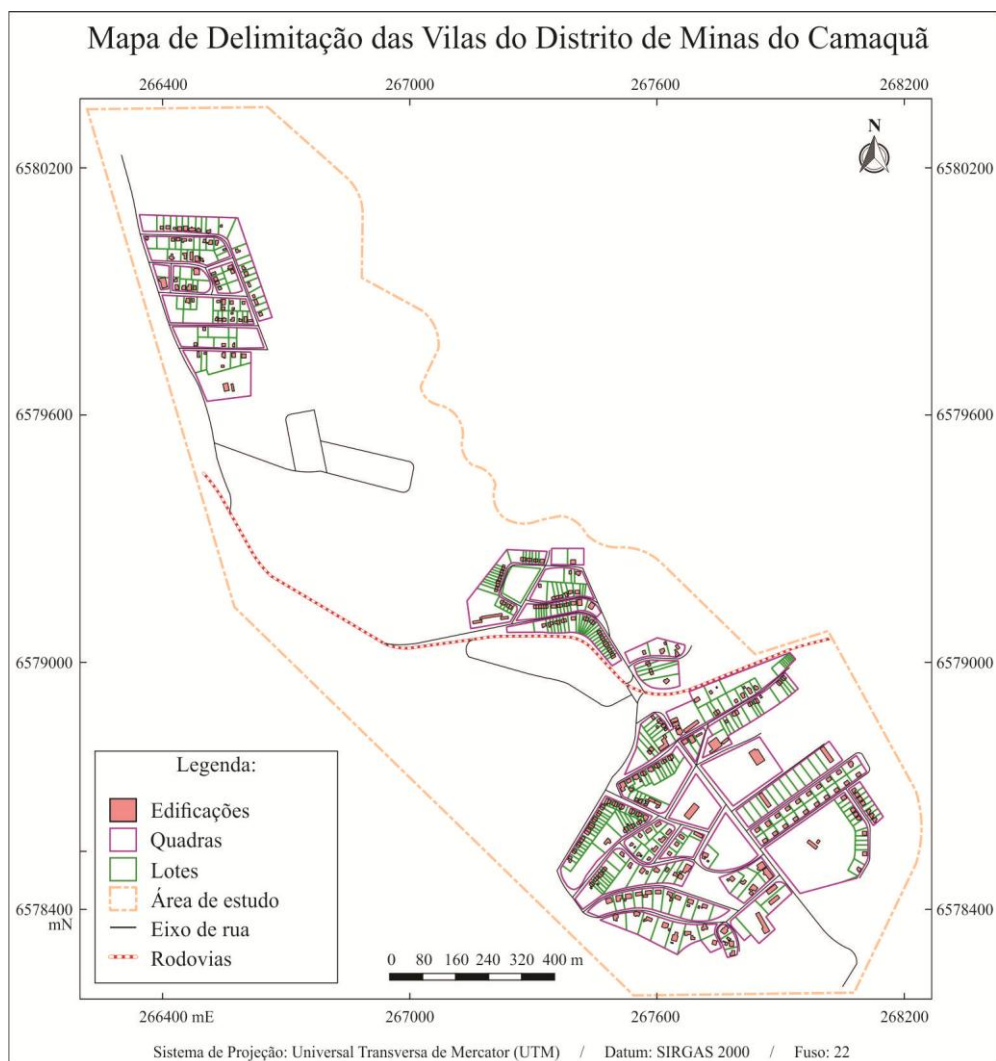 Mapa de Delimitação das Vilas do Distrito de Minas do Camaquã
266400 267000 267600 268200
N
6580200 6580200
6579600 6579600
6579000 6579000
Legenda:
Edificações
Quadras
Lotes
Área de estudo
Eixo de rua
Rodovias
6578400 6578400
mN
0 80 160 240 320 400 m
266400 mE 267000 267600 268200
Sistema de Projeção: Universal Transversa de Mercator (UTM) / Datum: SIRGAS 2000 / Fuso: 22